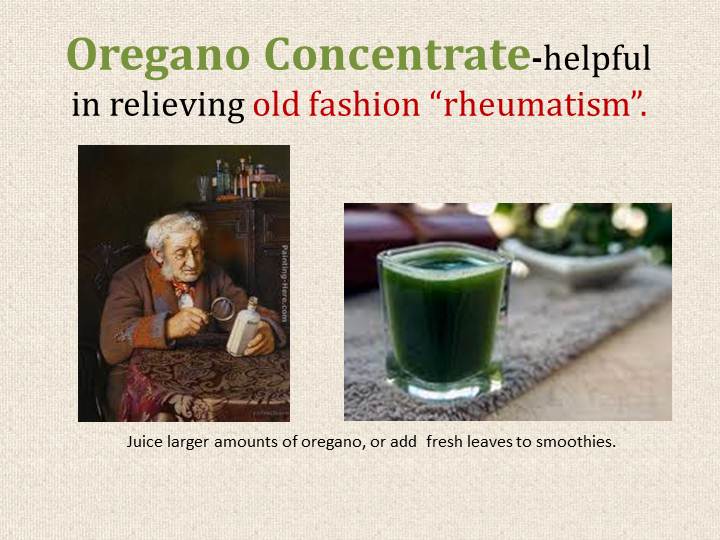 Oregano Concentrate-helpful
in relieving old fashion “rheumatism”.
Painting-Here.com
Juice larger amounts of oregano, or add fresh leaves to smoothies.